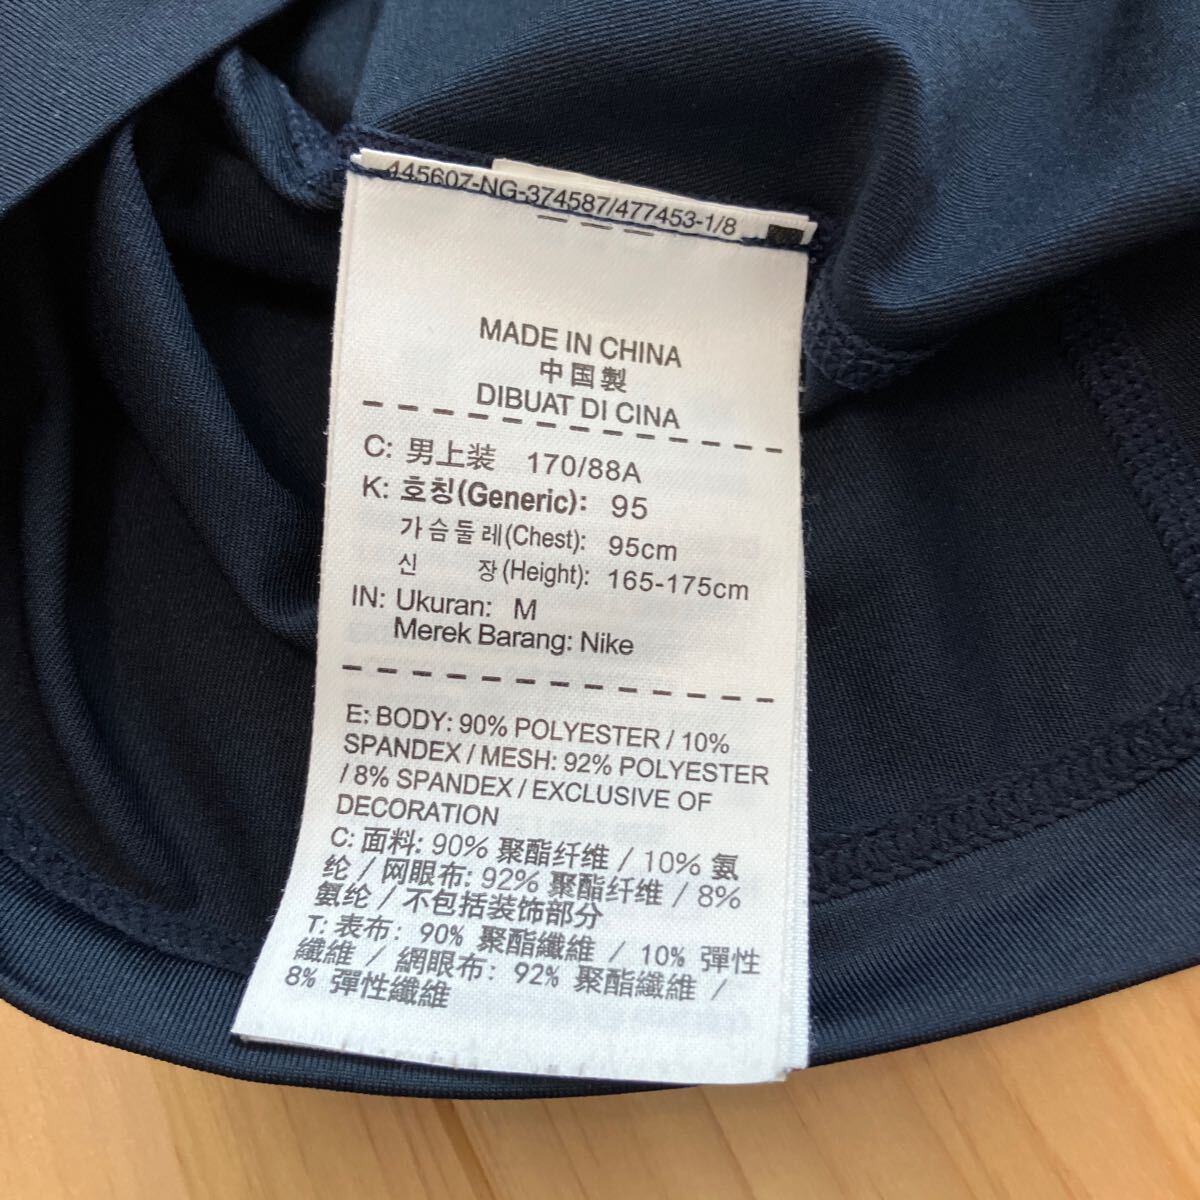 445607-NG-374587/477453-1/8
MADE IN CHINA
中国製
DIBUAT DI CINA
C: 男上装 170/88A
K: 호칭(Generic): 95
가슴둘레(Chest): 95cm
신 장(Height): 165-175cm
IN: Ukuran: M
Merek Barang: Nike
E: BODY: 90% POLYESTER / 10%
SPANDEX / MESH: 92% POLYESTER
/ 8% SPANDEX / EXCLUSIVE OF
DECORATION
C: 面料: 90% 聚酯纤维 / 10% 氨
纶 / 网眼布: 92% 聚酯纤维 / 8%
氨纶 / 不包括装饰部分
T: 表布: 90% 聚酯纖維 / 10% 彈性
纖維 / 網眼布: 92% 聚酯纖維 /
8% 彈性纖維